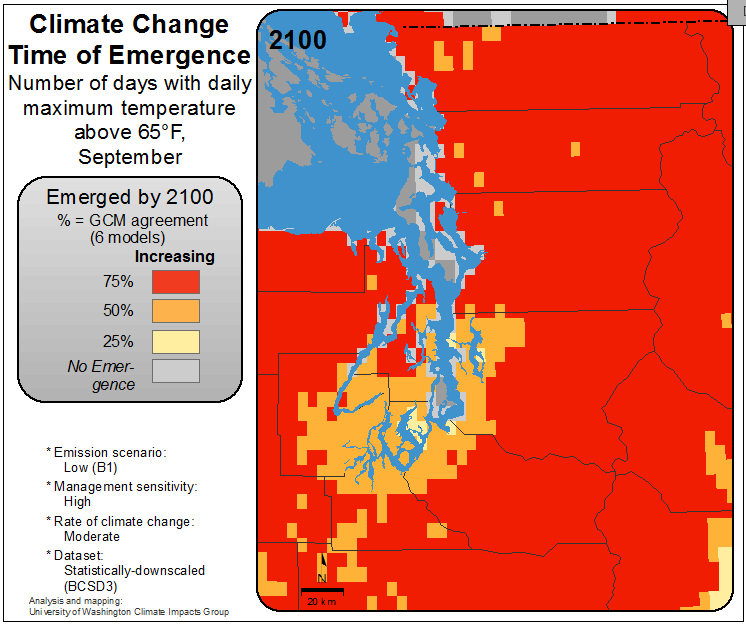 Climate Change
Time of Emergence
Number of days with daily
maximum temperature
above 65°F,
September
Emerged by 2100
% = GCM agreement
(6 models)
Increasing
75%
50%
25%
No Emer-
gence
* Emission scenario:
Low (B1)
* Management sensitivity:
High
* Rate of climate change:
Moderate
* Dataset:
Statistically-downscaled
(BCSD3)
Analysis and mapping:
University of Washington Climate Impacts Group
2100
N
20 km